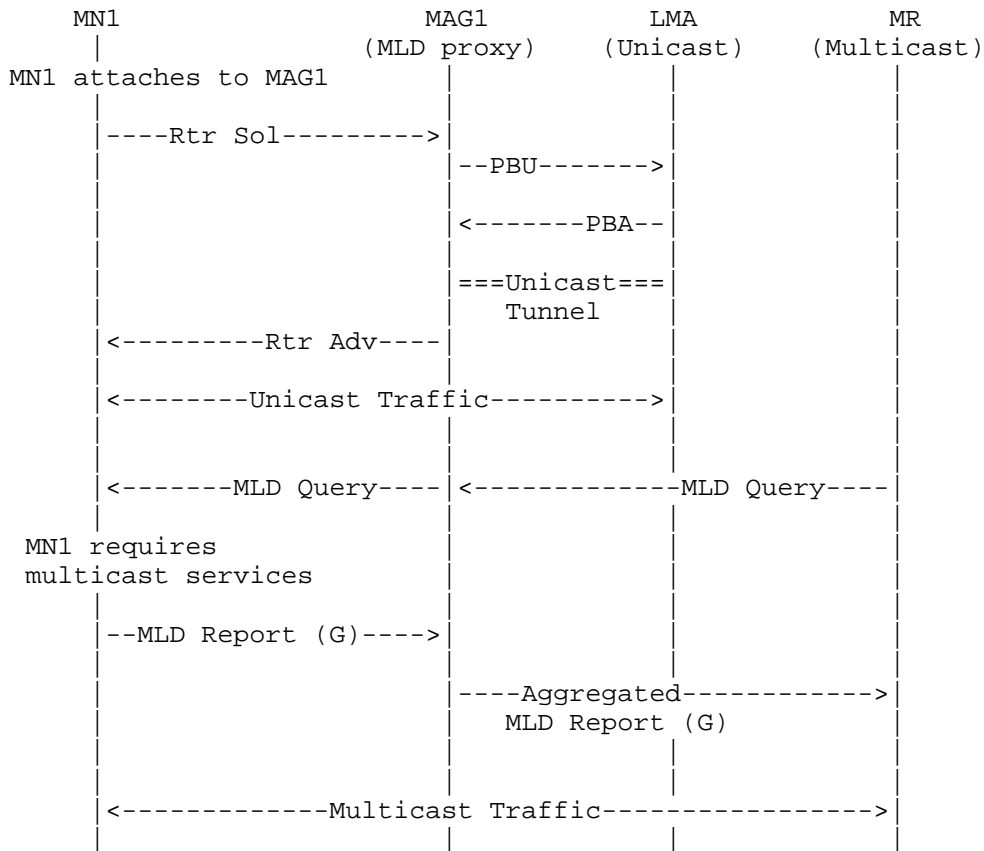 MN1 MAG1 LMA MR
(MLD proxy) (Unicast) (Multicast)
MN1 attaches to MAG1
Rtr Sol
PBU
PBA
Unicast
Tunnel
Rtr Adv
Unicast Traffic
MLD Query MLD Query
MN1 requires
multicast services
MLD Report (G)
Aggregated
MLD Report (G)
Multicast Traffic